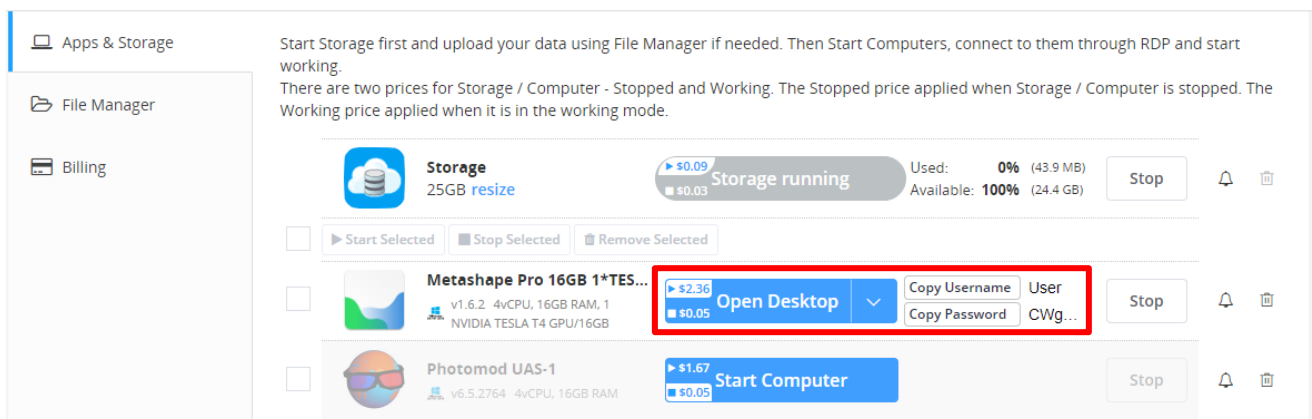 Apps & Storage
File Manager
Billing
Start Storage first and upload your data using File Manager if needed. Then Start Computers, connect to them through RDP and start
working.
There are two prices for Storage / Computer - Stopped and Working. The Stopped price applied when Storage / Computer is stopped. The
Working price applied when it is in the working mode.
Storage
25GB resize
$0.09
$0.03
Storage running
Used: 0% (43.9 MB)
Available: 100% (24.4 GB)
Stop
Start Selected
Stop Selected
Remove Selected
Metashape Pro 16GB 1*TES...
v1.6.2 4vCPU, 16GB RAM, 1
NVIDIA TESLA T4 GPU/16GB
$2.36
$0.05
Open Desktop
Copy Username User
Copy Password CWg...
Stop
Photomod UAS-1
v6.5.2764 4vCPU, 16GB RAM
$1.67
$0.05
Start Computer
Stop